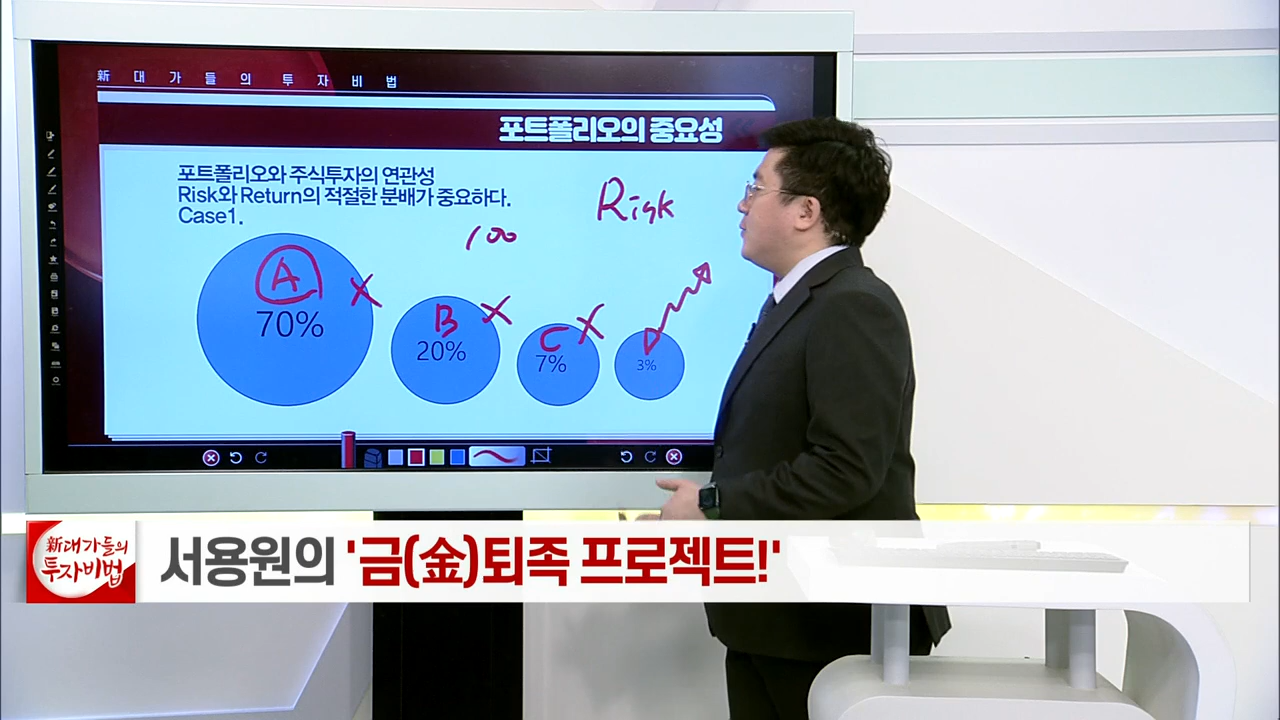 新 대 가 들 의 투 자 비 법
포트폴리오의 중요성
포트폴리오와 주식투자의 연관성
Risk와 Return의 적절한 분배가 중요하다.
Case1.
Risk
100
A
70%
B
20%
C
7%
D
3%
新대가들의
투자비법
서용원의 '금(金)퇴족 프로젝트!'